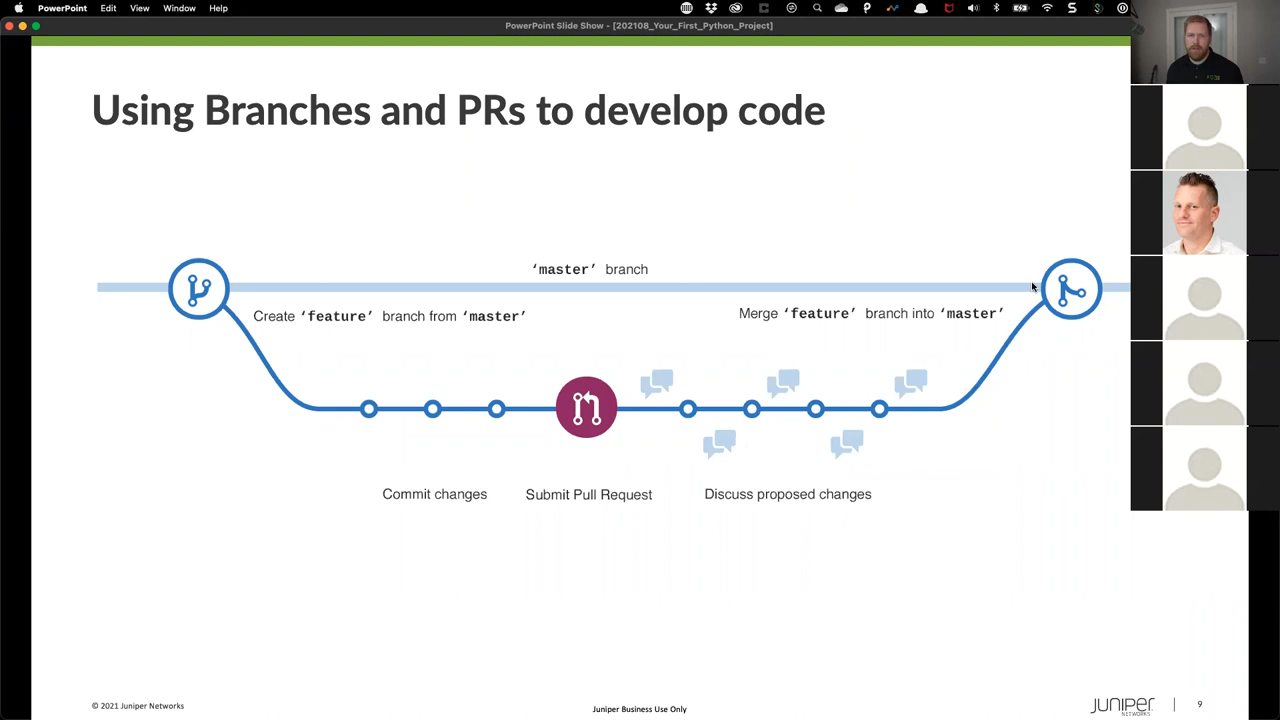 PowerPoint Edit View Window Help
PowerPoint Slide Show - [202108_Your_First_Python_Project]
Using Branches and PRs to develop code
‘master’ branch
Create ‘feature’ branch from ‘master’
Merge ‘feature’ branch into ‘master’
Commit changes
Submit Pull Request
Discuss proposed changes
© 2021 Juniper Networks
Juniper Business Use Only
JUNIPER
NETWORKS
9